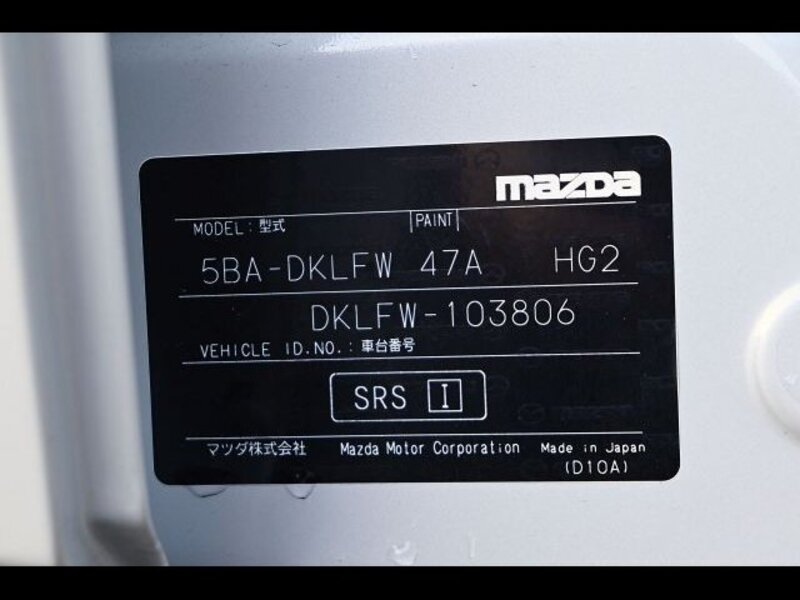 mazda
MODEL:型式 PAINT
5BA-DKLFW 47A HG2
DKLFW-103806
VEHICLE ID.NO.:車台番号
SRS I
マツダ株式会社 Mazda Motor Corporation Made in Japan
(D10A)